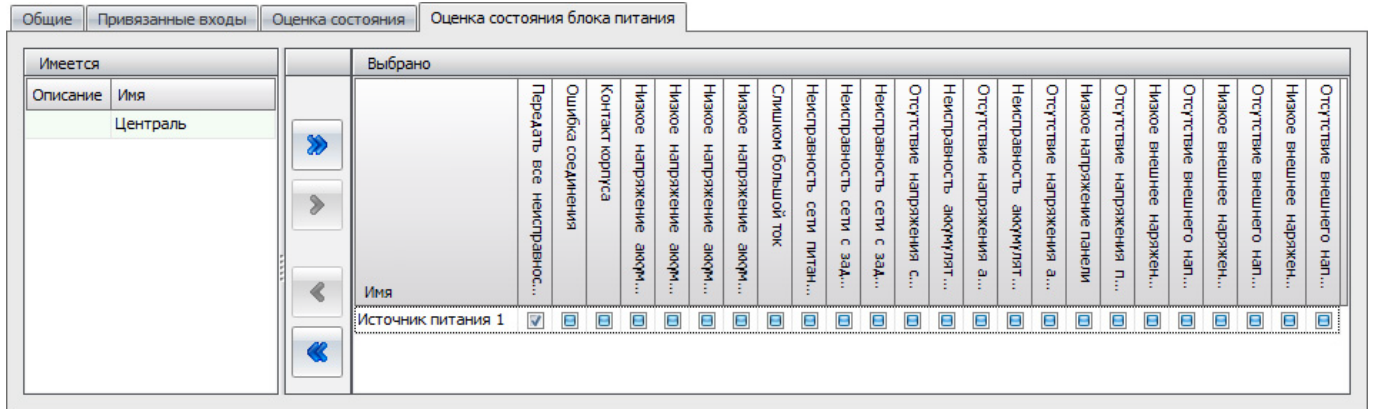 Общие
Привязанные входы
Оценка состояния
Оценка состояния блока питания
Имеется
Выбрано
Описание
Имя
Централь
Имя
Передать все неисправнос...
Ошибка соединения
Контакт корпуса
Низкое напряжение аккум...
Низкое напряжение аккум...
Низкое напряжение аккум...
Низкое напряжение аккум...
Слишком большой ток
Неисправность сети питан...
Неисправность сети с зад...
Неисправность сети с зад...
Отсутствие напряжения с...
Неисправность аккумулят...
Отсутствие напряжения а...
Неисправность аккумулят...
Отсутствие напряжения а...
Низкое напряжение панели
Отсутствие напряжения п...
Низкое внешнее наряжен...
Отсутствие внешнего нап...
Низкое внешнее наряжен...
Отсутствие внешнего нап...
Низкое внешнее наряжен...
Отсутствие внешнего нап...
Источник питания 1